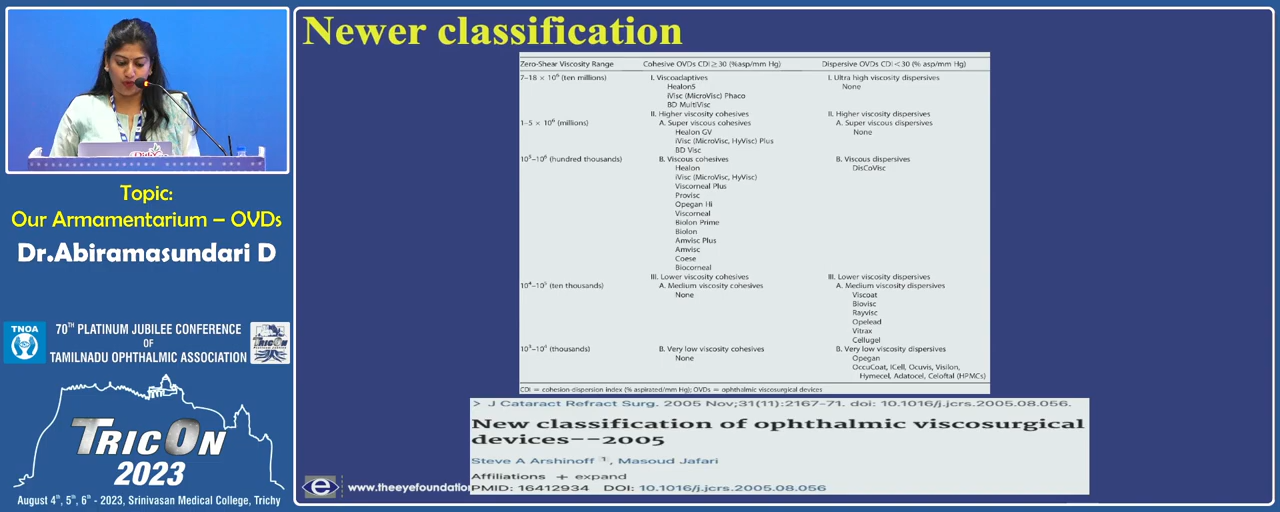 Newer classification
Zero-Shear Viscosity Range Cohesive OVDs CDI≥30 (%asp/mm Hg) Dispersive OVDs CDI<30 (% asp/mm Hg)
7–18 × 10⁶ (ten millions) I. Viscoadaptives I. Ultra high viscosity dispersives
Healon5 None
iVisc (MicroVisc) Phaco
BD MultiVisc
II. Higher viscosity cohesives II. Higher viscosity dispersives
1–5 × 10⁶ (millions) A. Super viscous cohesives A. Super viscous dispersives
Healon GV None
iVisc (MicroVisc, HyVisc) Plus
BD Visc
10⁵–10⁶ (hundred thousands) B. Viscous cohesives B. Viscous dispersives
Healon DisCoVisc
iVisc (MicroVisc, HyVisc)
Viscorneal Plus
Provisc
Opegan Hi
Viscorneal
Biolon Prime
Biolon
Amvisc Plus
Amvisc
Coese
Biocorneal
III. Lower viscosity cohesives III. Lower viscosity dispersives
10⁴–10⁵ (ten thousands) A. Medium viscosity cohesives A. Medium viscosity dispersives
None Viscoat
Biovisc
Rayvisc
Opelead
Vitrax
Cellugel
10³–10⁴ (thousands) B. Very low viscosity cohesives B. Very low viscosity dispersives
None Opegan
OccuCoat, ICell, Ocuvis, Visilon,
Hymecel, Adatocel, Celoftal (HPMCs)
CDI = cohesion-dispersion index (% aspirated/mm Hg); OVDs = ophthalmic viscosurgical devices
> J Cataract Refract Surg. 2005 Nov;31(11):2167-71. doi: 10.1016/j.jcrs.2005.08.056.
New classification of ophthalmic viscosurgical
devices--2005
Steve A Arshinoff 1, Masoud Jafari
Affiliations + expand
PMID: 16412934 DOI: 10.1016/j.jcrs.2005.08.056
e www.theeyefoundation
Topic:
Our Armamentarium – OVDs
Dr.Abiramasundari D
TNOA
70TH PLATINUM JUBILEE CONFERENCE
OF
TAMILNADU OPHTHALMIC ASSOCIATION
TRICON
2023
August 4th, 5th, 6th - 2023, Srinivasan Medical College, Trichy